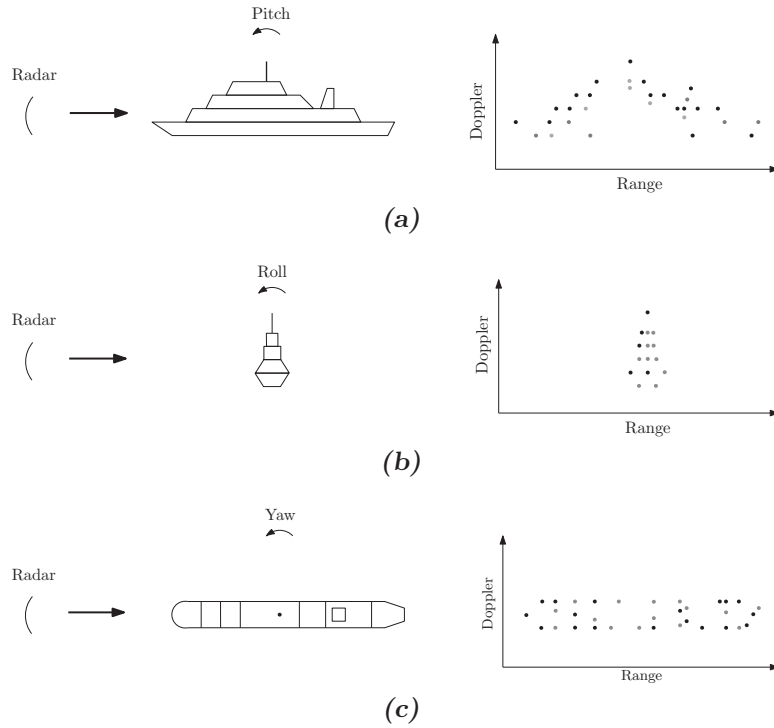 Pitch
Radar
Doppler
Range
(a)
Roll
Radar
Doppler
Range
(b)
Yaw
Radar
Doppler
Range
(c)